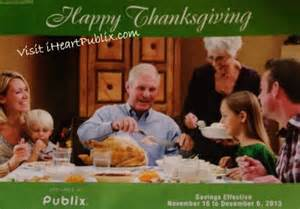 Happy Thanksgiving
Visit iHeartPublix.com
Publix.
Savings Effective
November 16 to December 6, 2013